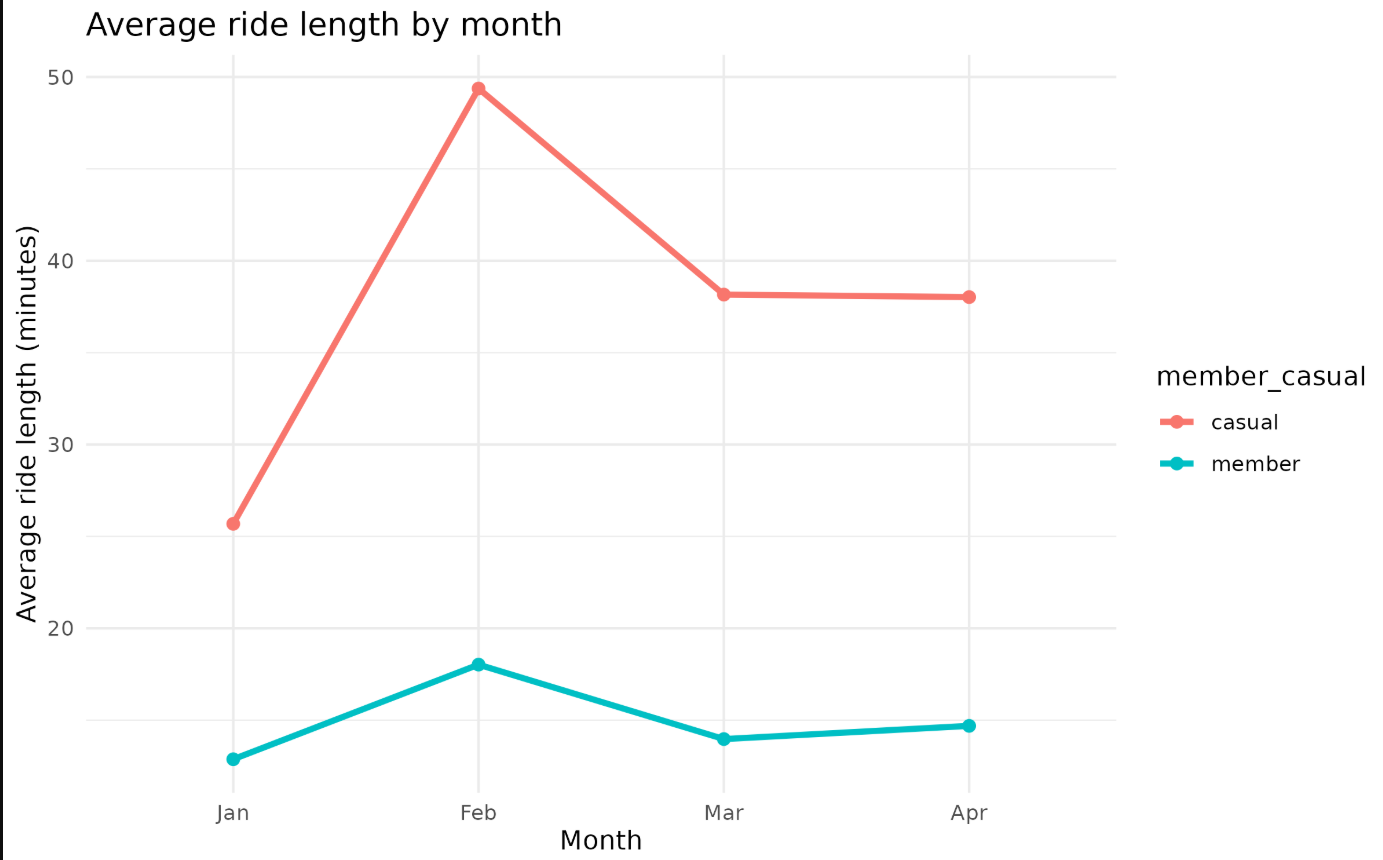 Average ride length by month
50
40
30
20
Average ride length (minutes)
Jan Feb Mar Apr
Month
member_casual
casual
member